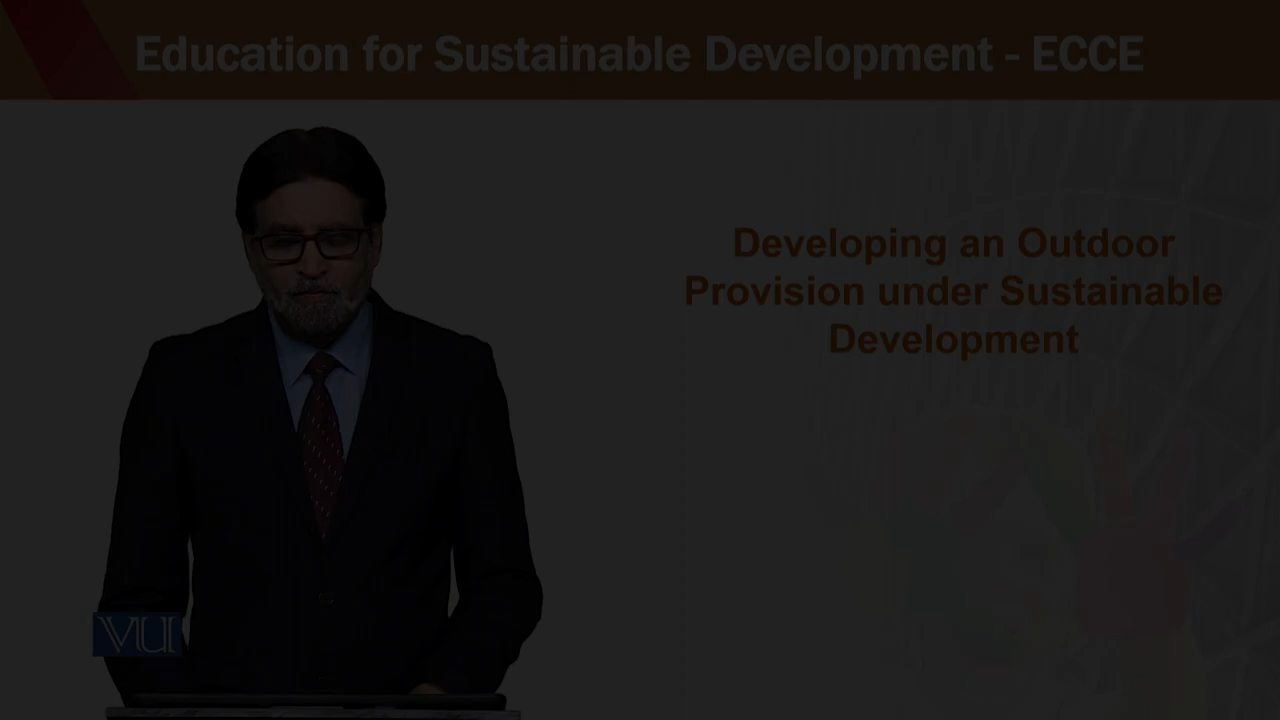 Education for Sustainable Development - ECCE
Developing an Outdoor
Provision under Sustainable
Development
VU